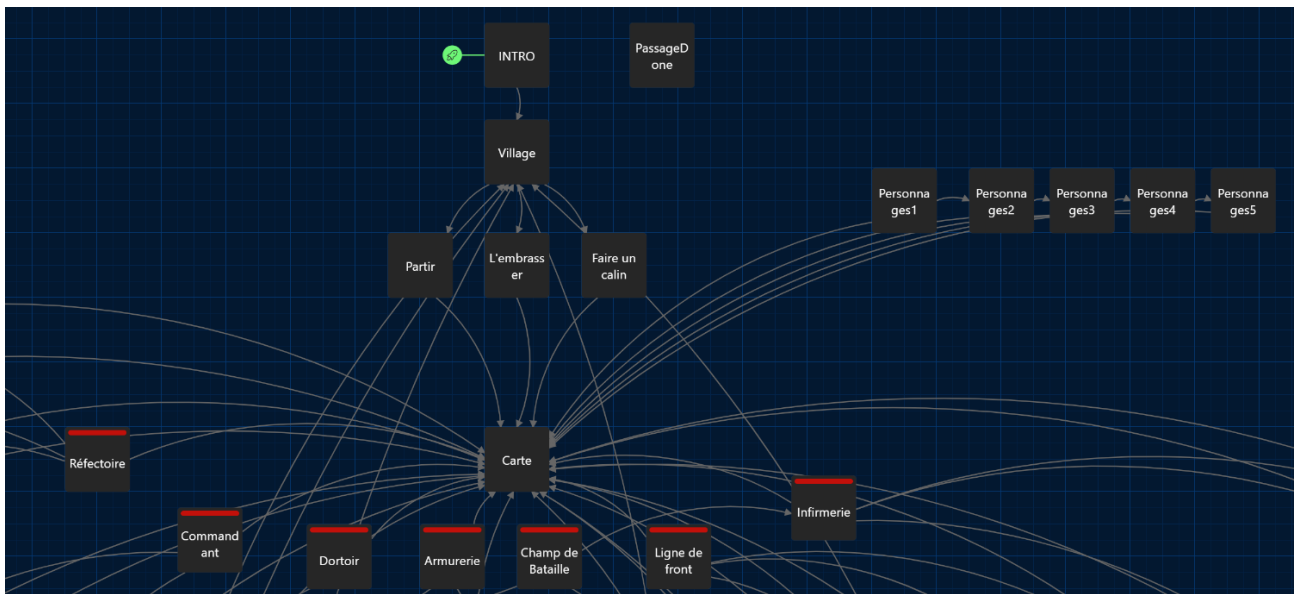 INTRO
PassageD
one
Village
Personna
ges1
Personna
ges2
Personna
ges3
Personna
ges4
Personna
ges5
Partir
L'embrass
er
Faire un
calin
Réfectoire
Carte
Infirmerie
Command
ant
Dortoir
Armurerie
Champ de
Bataille
Ligne de
front